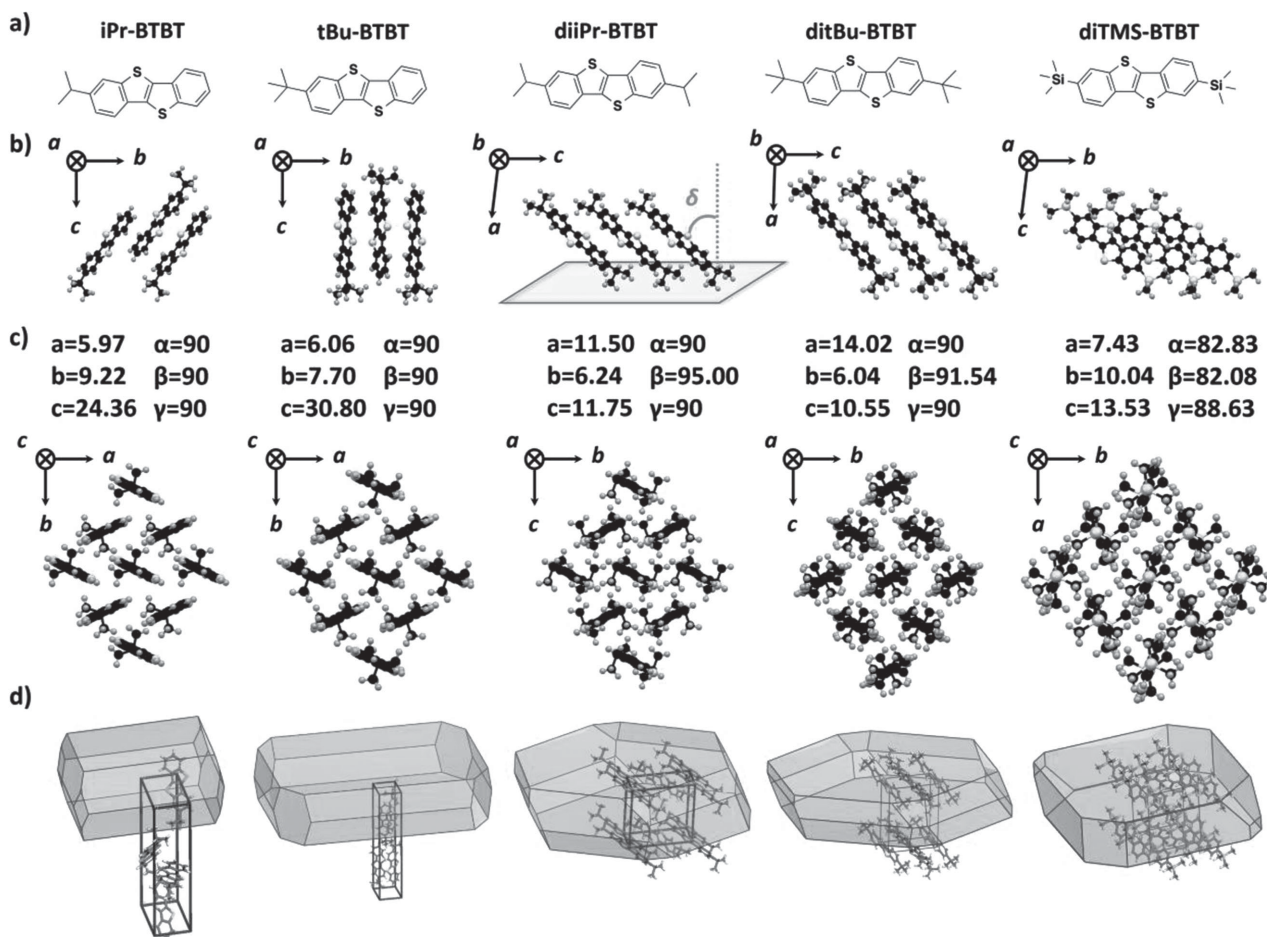 a) iPr-BTBT tBu-BTBT diiPr-BTBT ditBu-BTBT diTMS-BTBT
S S S S S Si S Si
S S S S S
b) a b a b b c b c a b
c c a a c
δ
c) a=5.97 α=90 a=6.06 α=90 a=11.50 α=90 a=14.02 α=90 a=7.43 α=82.83
b=9.22 β=90 b=7.70 β=90 b=6.24 β=95.00 b=6.04 β=91.54 b=10.04 β=82.08
c=24.36 γ=90 c=30.80 γ=90 c=11.75 γ=90 c=10.55 γ=90 c=13.53 γ=88.63
c a c a a b a b c b
b b c c a
d)